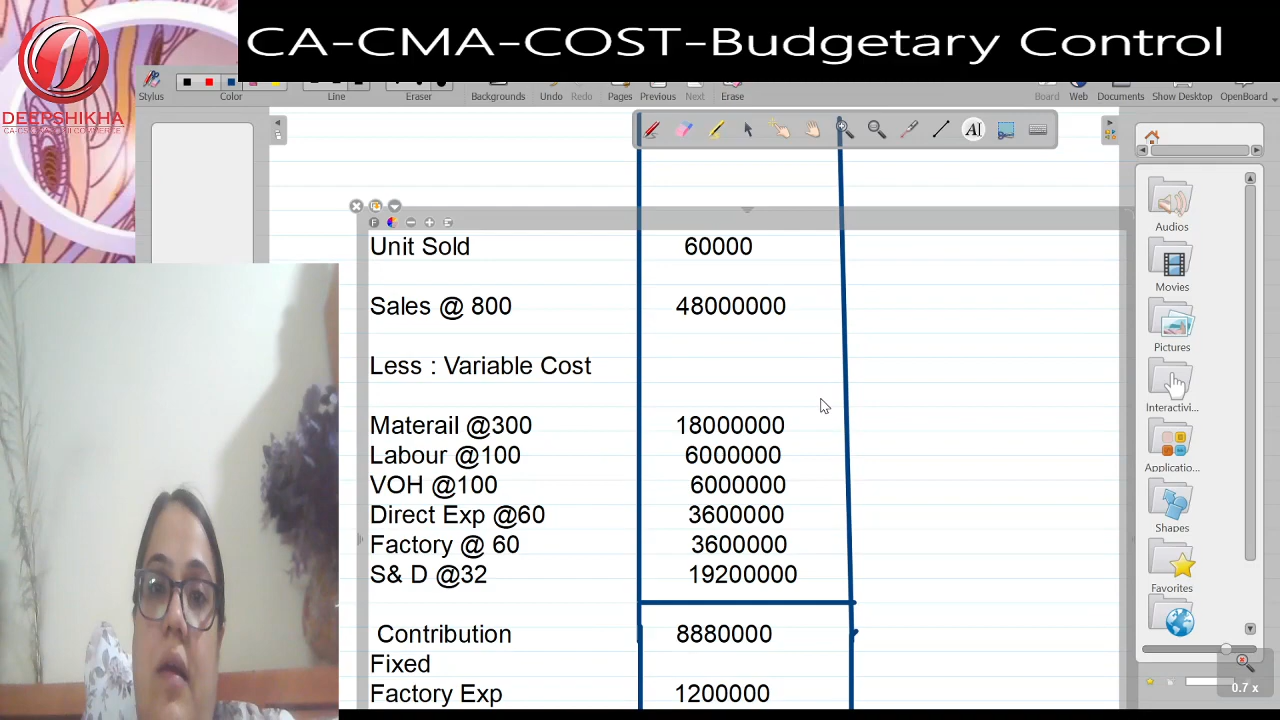 CA-CMA-COST-Budgetary Control
DEEPSHIKHA
Stylus Color Line Eraser Backgrounds Undo Redo Pages Previous Next Erase Board Web Documents Show Desktop OpenBoard
Unit Sold 60000
Sales @ 800 48000000
Less : Variable Cost
Materail @300 18000000
Labour @100 6000000
VOH @100 6000000
Direct Exp @60 3600000
Factory @ 60 3600000
S& D @32 19200000
Contribution 8880000
Fixed
Factory Exp 1200000
Audios
Movies
Pictures
Interactivi...
Applicatio...
Shapes
Favorites
0.7 x